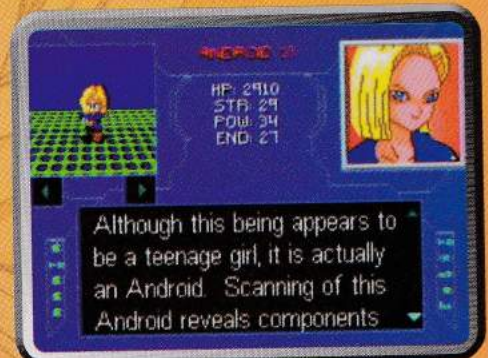 HP: 2910
STR: 29
POW: 34
END: 27
Although this being appears to
be a teenage girl, it is actually
an Android. Scanning of this
Android reveals components